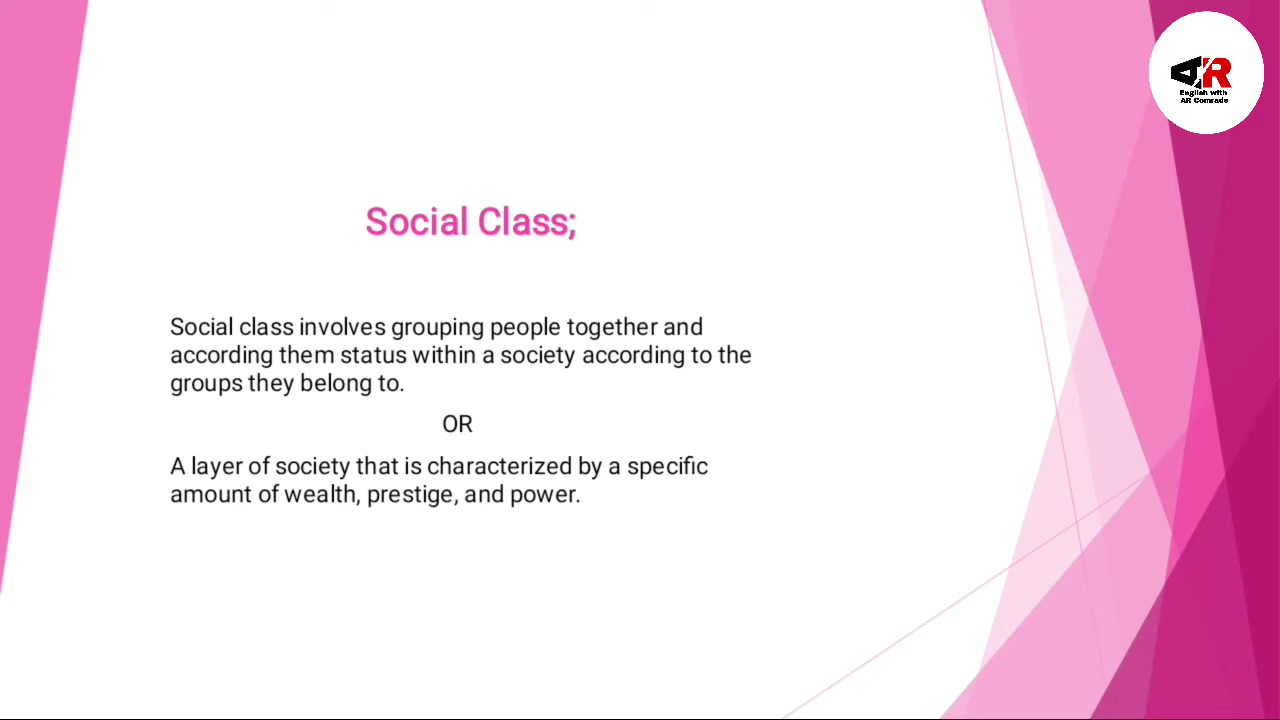 AR
English with
AR Comrade
Social Class;
Social class involves grouping people together and
according them status within a society according to the
groups they belong to.
OR
A layer of society that is characterized by a specific
amount of wealth, prestige, and power.